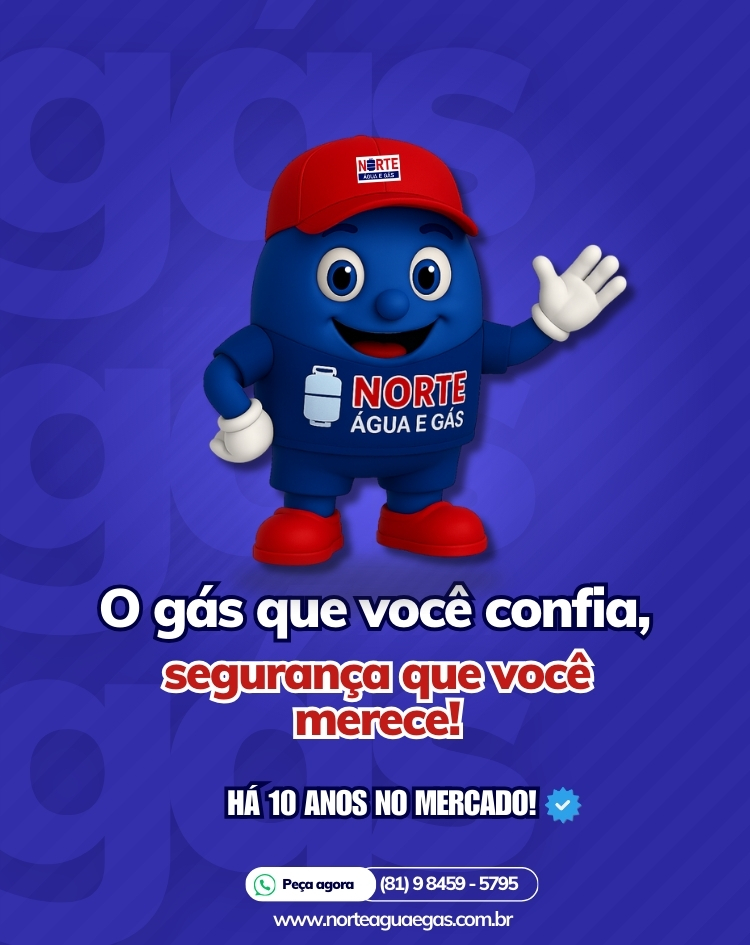 gás
NORTE
ÁGUA E GÁS
gás
NORTE
ÁGUA E GÁS
O gás que você confia,
segurança que você
merece!
gás
HÁ 10 ANOS NO MERCADO!
Peça agora (81) 9 8459 - 5795
www.norteaguaegas.com.br